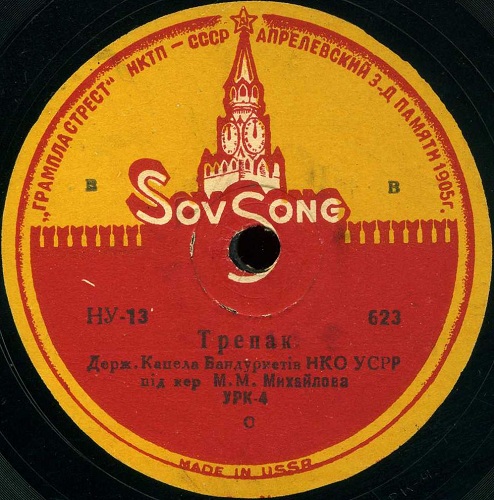 „ГРАМПЛАСТРЕСТ" НКТП – СССР АПРЕЛЕВСКИЙ З-Д ПАМЯТИ 1905г.
В В
SOVSONG
НУ-13 623
Трепак
Держ. Капела Бандуристів НКО УСРР
під кер М. М. Михайлова
УРК-4
О
MADE IN USSR